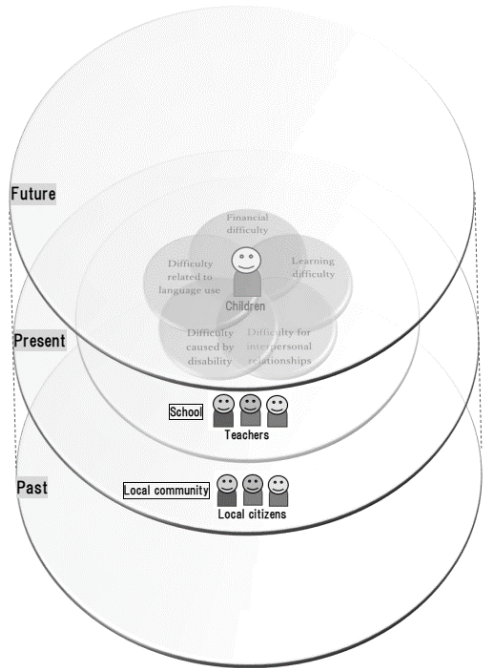 Future
Financial
difficulty
Difficulty
related to
language use
Learning
difficulty
Children
Present
Difficulty
caused by
disability
Difficulty for
interpersonal
relationships
School
Teachers
Past
Local community
Local citizens